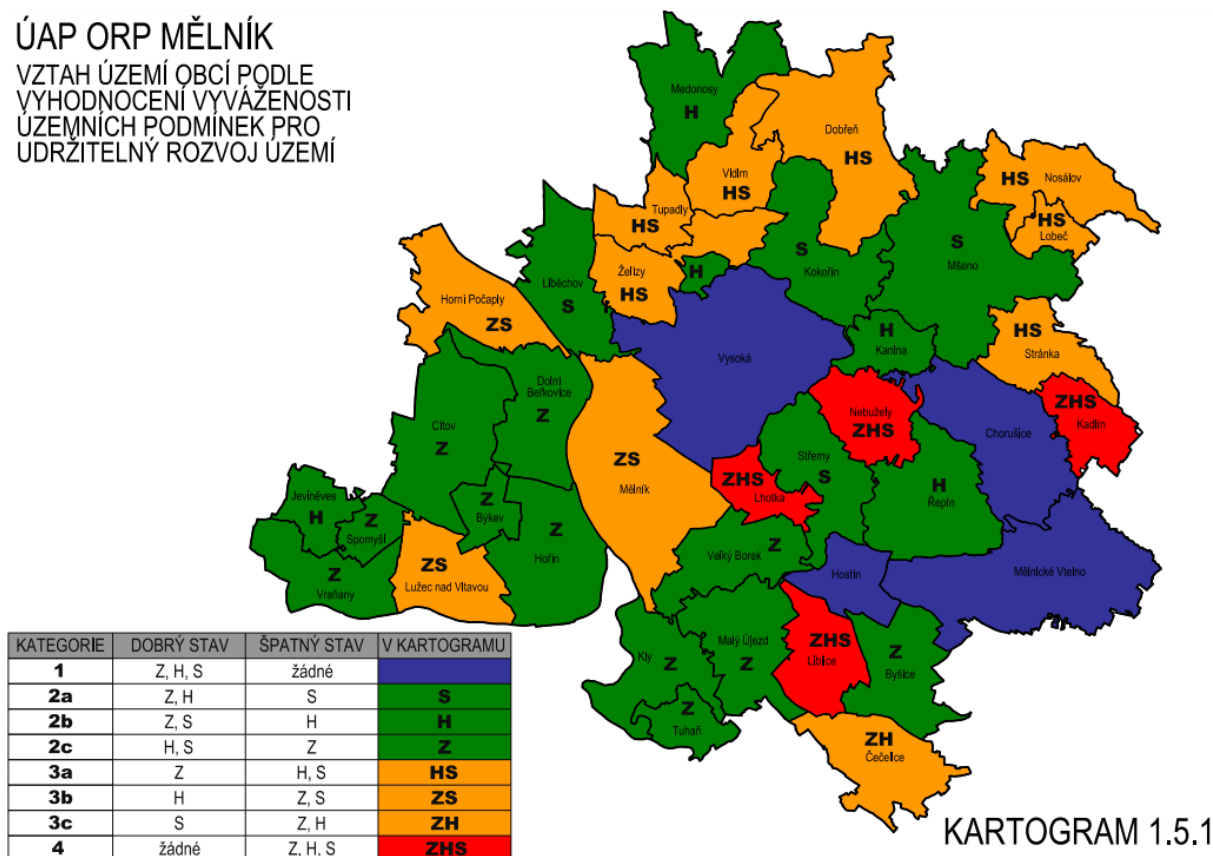 ÚAP ORP MĚLNÍK
VZTAH ÚZEMÍ OBCÍ PODLE
VYHODNOCENÍ VYVÁŽENOSTI
ÚZEMNÍCH PODMÍNEK PRO
UDRŽITELNÝ ROZVOJ ÚZEMÍ
Medonosy
H
Dobřeň
HS
Vidim
HS
HS
Nosálov
Tupadly
HS
HS
Lobeč
S
Kokořín
S
Mšeno
Želízy
HS
H
Liběchov
S
Horní Počaply
ZS
HS
Stránka
H
Kanina
Vysoká
Dolní
Beřkovice
Z
Cítov
Z
Nebužely
ZHS
ZHS
Kadlín
Chorušice
ZS
Mělník
Střemy
S
ZHS
Lhotka
H
Řepín
Jeviněves
H
Z
Spomyšl
Z
Býkev
Z
Hořín
Z
Vraňany
ZS
Lužec nad Vltavou
Velký Borek Z
Hostín
Mělnické Vtelno
Kly
Z
Malý Újezd
Z
ZHS
Liblice
Z
Byšice
Z
Tuhaň
ZH
Čečelice
KATEGORIE DOBRÝ STAV ŠPATNÝ STAV V KARTOGRAMU
1 Z, H, S žádné
2a Z, H S S
2b Z, S H H
2c H, S Z Z
3a Z H, S HS
3b H Z, S ZS
3c S Z, H ZH
4 žádné Z, H, S ZHS
KARTOGRAM 1.5.1